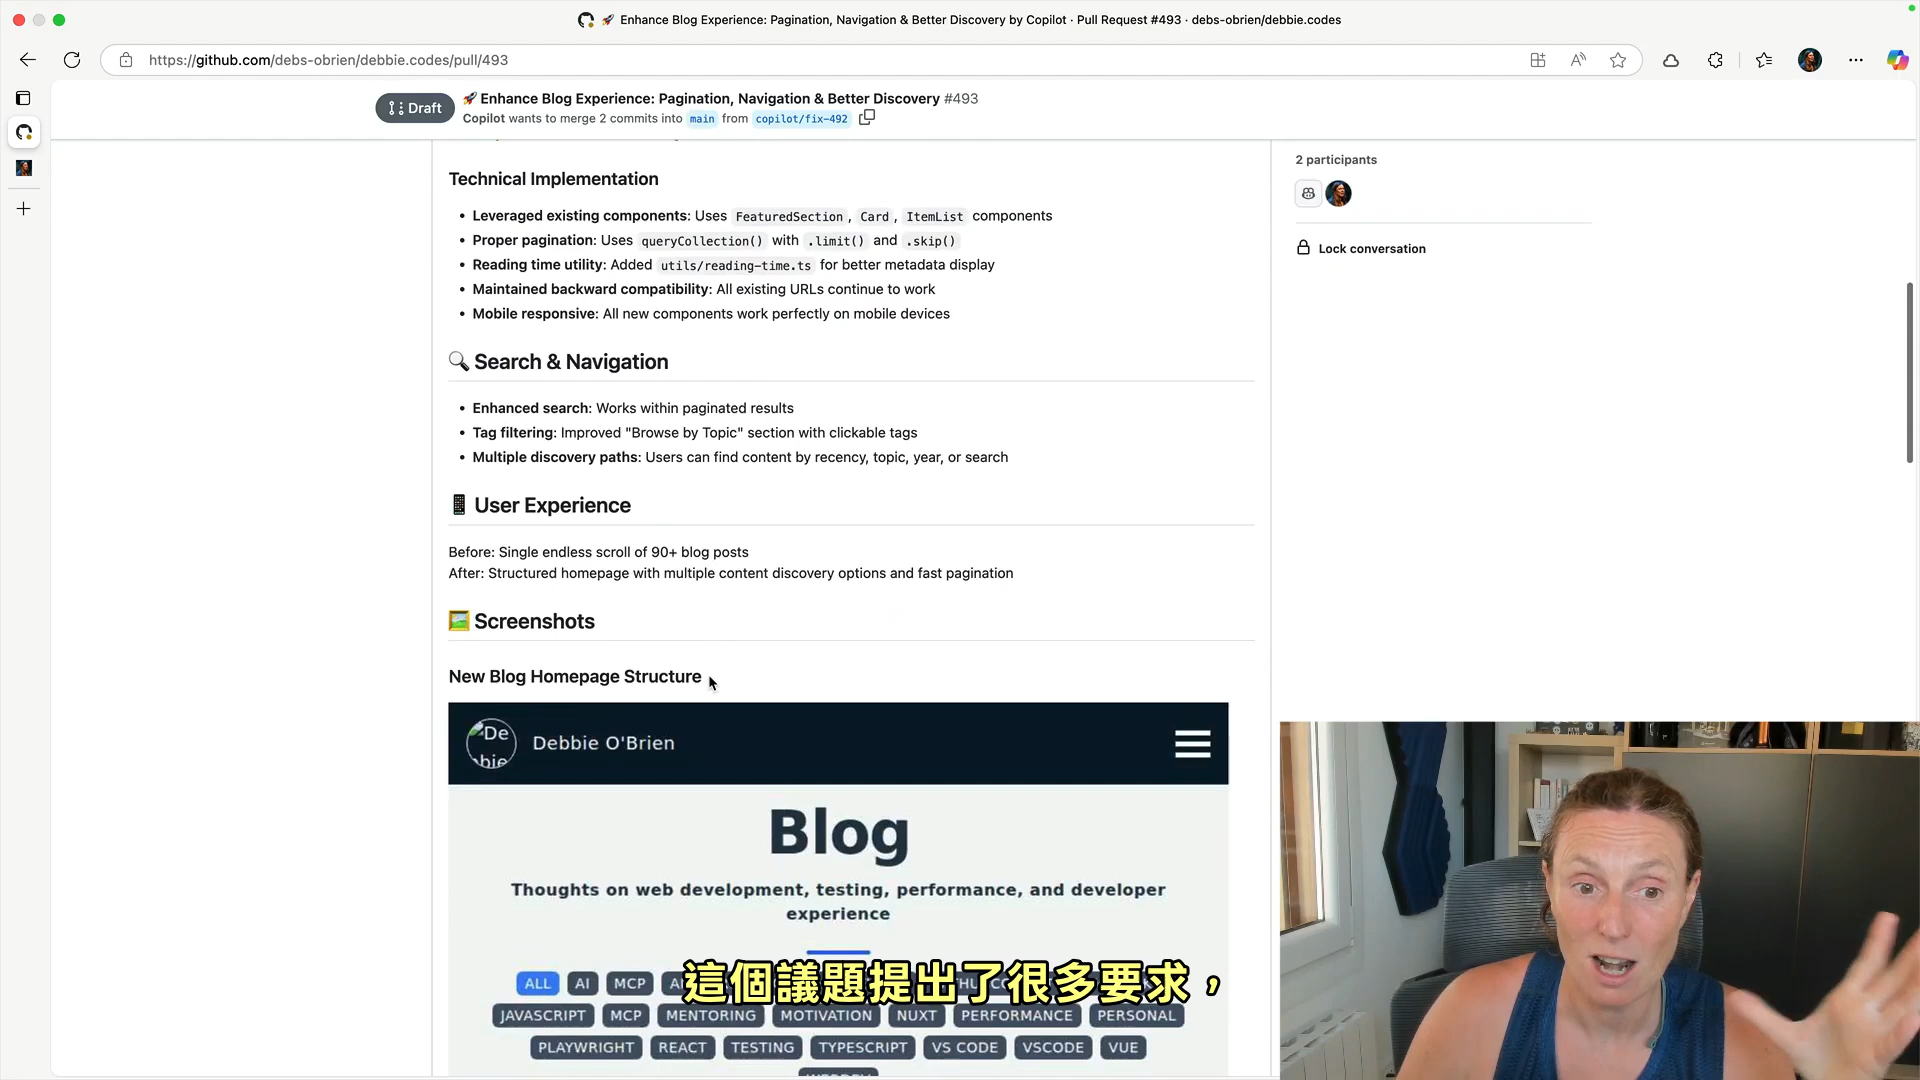 🚀 Enhance Blog Experience: Pagination, Navigation & Better Discovery by Copilot · Pull Request #493 · debs-obrien/debbie.codes
https://github.com/debs-obrien/debbie.codes/pull/493
Draft
🚀 Enhance Blog Experience: Pagination, Navigation & Better Discovery #493
Copilot wants to merge 2 commits into main from copilot/fix-492
2 participants
Lock conversation
Technical Implementation
• Leveraged existing components: Uses FeaturedSection, Card, ItemList components
• Proper pagination: Uses queryCollection() with .limit() and .skip()
• Reading time utility: Added utils/reading-time.ts for better metadata display
• Maintained backward compatibility: All existing URLs continue to work
• Mobile responsive: All new components work perfectly on mobile devices
🔍 Search & Navigation
• Enhanced search: Works within paginated results
• Tag filtering: Improved "Browse by Topic" section with clickable tags
• Multiple discovery paths: Users can find content by recency, topic, year, or search
📱 User Experience
Before: Single endless scroll of 90+ blog posts
After: Structured homepage with multiple content discovery options and fast pagination
🖼️ Screenshots
New Blog Homepage Structure
De
bbie
Debbie O'Brien
Blog
Thoughts on web development, testing, performance, and developer
experience
ALL AI MCP
這個議題提出了很多要求，
JAVASCRIPT MCP MENTORING MOTIVATION NUXT PERFORMANCE PERSONAL
PLAYWRIGHT REACT TESTING TYPESCRIPT VS CODE VSCODE VUE